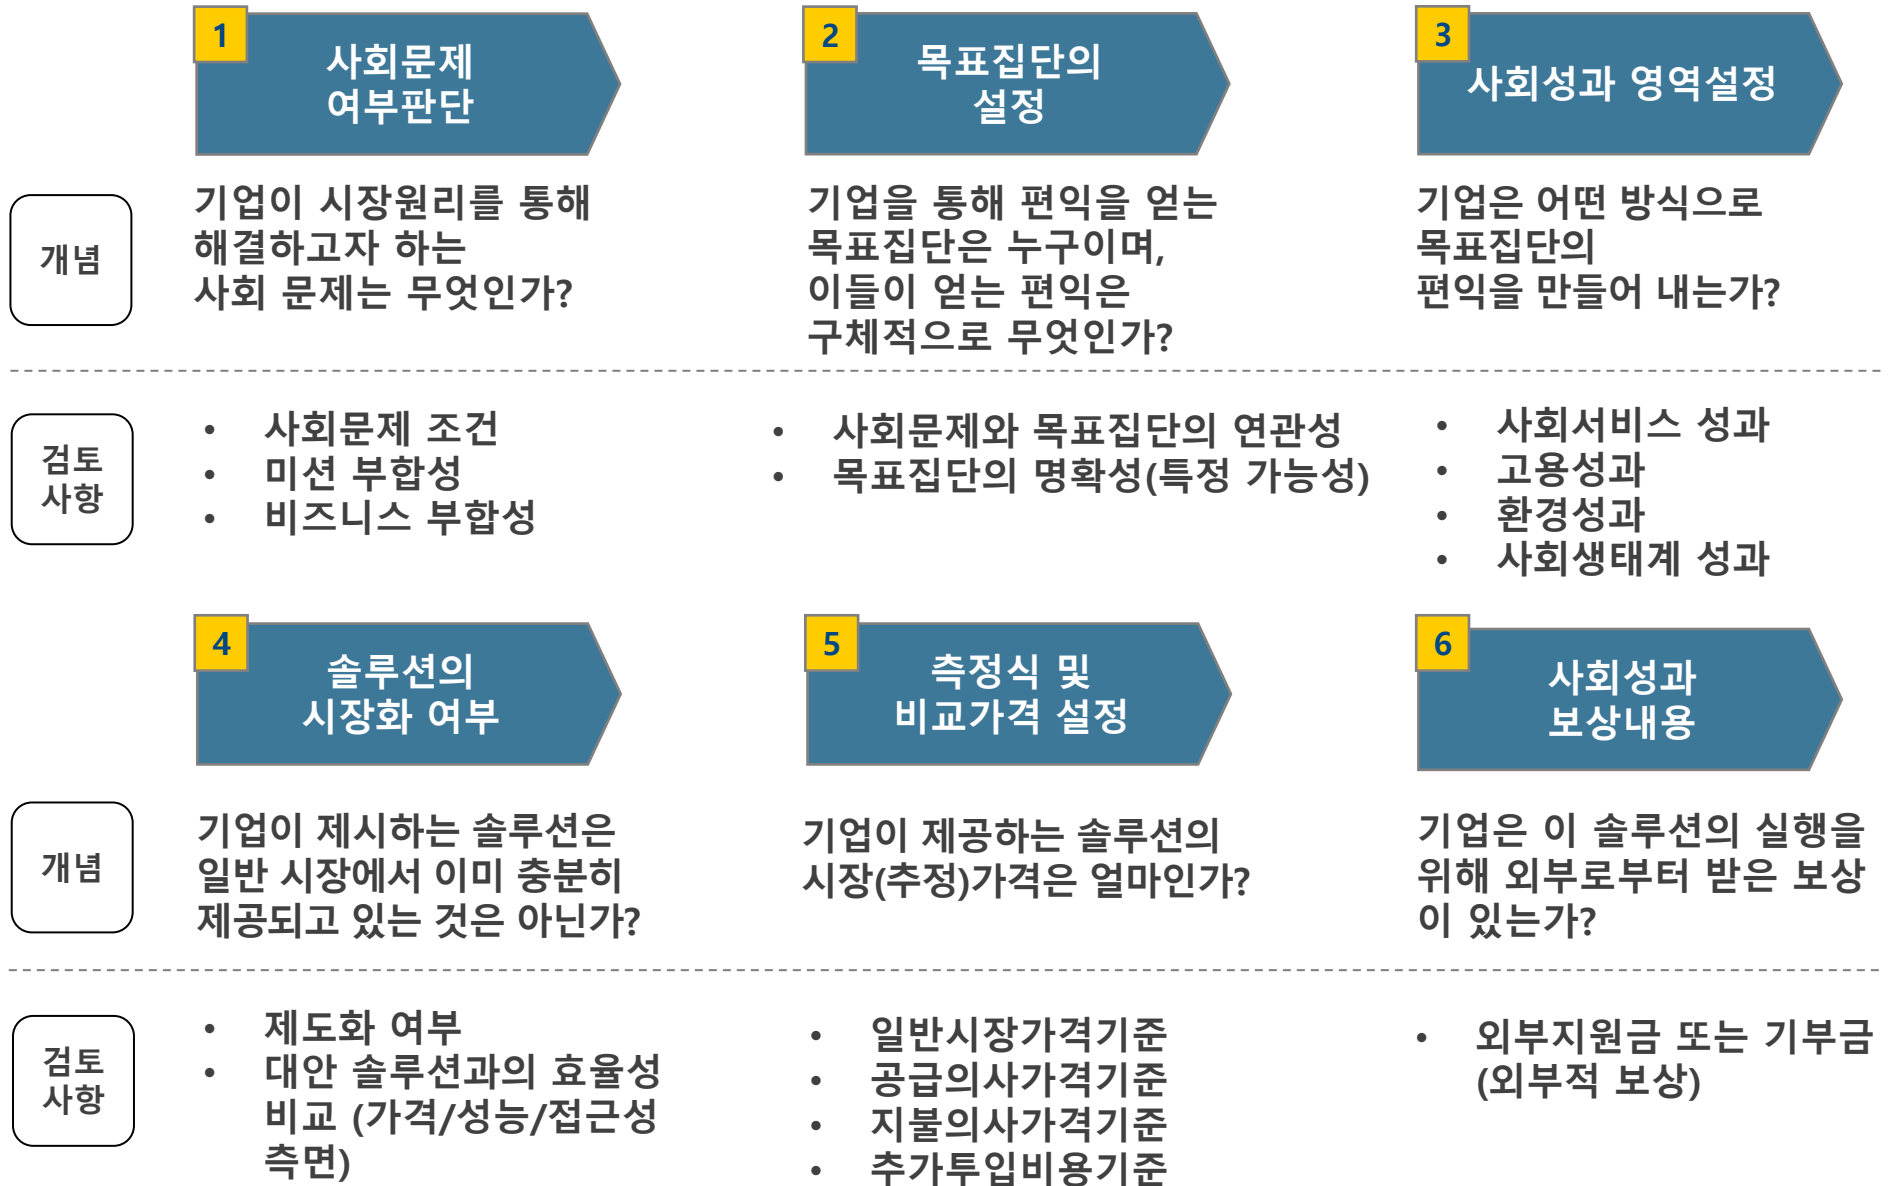 1
사회문제
여부판단
2
목표집단의
설정
3
사회성과 영역설정
개념
기업이 시장원리를 통해
해결하고자 하는
사회 문제는 무엇인가?
기업을 통해 편익을 얻는
목표집단은 누구이며,
이들이 얻는 편익은
구체적으로 무엇인가?
기업은 어떤 방식으로
목표집단의
편익을 만들어 내는가?
검토
사항
• 사회문제 조건
• 미션 부합성
• 비즈니스 부합성
• 사회문제와 목표집단의 연관성
• 목표집단의 명확성(특정 가능성)
• 사회서비스 성과
• 고용성과
• 환경성과
• 사회생태계 성과
4
솔루션의
시장화 여부
5
측정식 및
비교가격 설정
6
사회성과
보상내용
개념
기업이 제시하는 솔루션은
일반 시장에서 이미 충분히
제공되고 있는 것은 아닌가?
기업이 제공하는 솔루션의
시장(추정)가격은 얼마인가?
기업은 이 솔루션의 실행을
위해 외부로부터 받은 보상
이 있는가?
검토
사항
• 제도화 여부
• 대안 솔루션과의 효율성
비교 (가격/성능/접근성
측면)
• 일반시장가격기준
• 공급의사가격기준
• 지불의사가격기준
• 추가투입비용기준
• 외부지원금 또는 기부금
(외부적 보상)